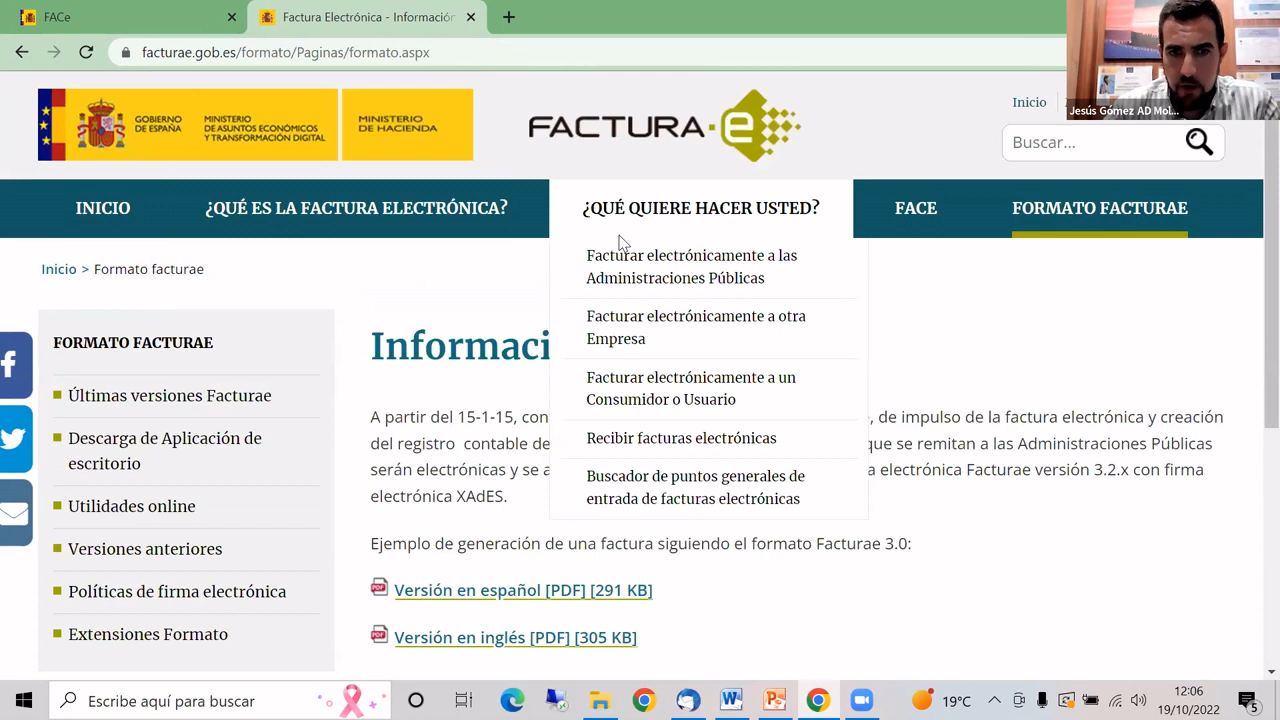 FACe
Factura Electrónica - Informació
facturae.gob.es/formato/Paginas/formato.aspx
Jesús Gómez AD Mol...
GOBIERNO
DE ESPAÑA
MINISTERIO
DE ASUNTOS ECONÓMICOS
Y TRANSFORMACIÓN DIGITAL
MINISTERIO
DE HACIENDA
FACTURA e
Inicio
Buscar...
INICIO
¿QUÉ ES LA FACTURA ELECTRÓNICA?
¿QUÉ QUIERE HACER USTED?
FACE
FORMATO FACTURAE
Facturar electrónicamente a las
Administraciones Públicas
Facturar electrónicamente a otra
Empresa
Facturar electrónicamente a un
Consumidor o Usuario
Recibir facturas electrónicas
Buscador de puntos generales de
entrada de facturas electrónicas
Inicio > Formato facturae
FORMATO FACTURAE
Últimas versiones Facturae
Descarga de Aplicación de
escritorio
Utilidades online
Versiones anteriores
Políticas de firma electrónica
Extensiones Formato
Informaci
A partir del 15-1-15, con , de impulso de la factura electrónica y creación
del registro contable de que se remitan a las Administraciones Públicas
serán electrónicas y se a a electrónica Facturae versión 3.2.x con firma
electrónica XAdES.
Ejemplo de generación de una factura siguiendo el formato Facturae 3.0:
Versión en español [PDF] [291 KB]
Versión en inglés [PDF] [305 KB]
Escribe aquí para buscar
19°C
12:06
19/10/2022
5